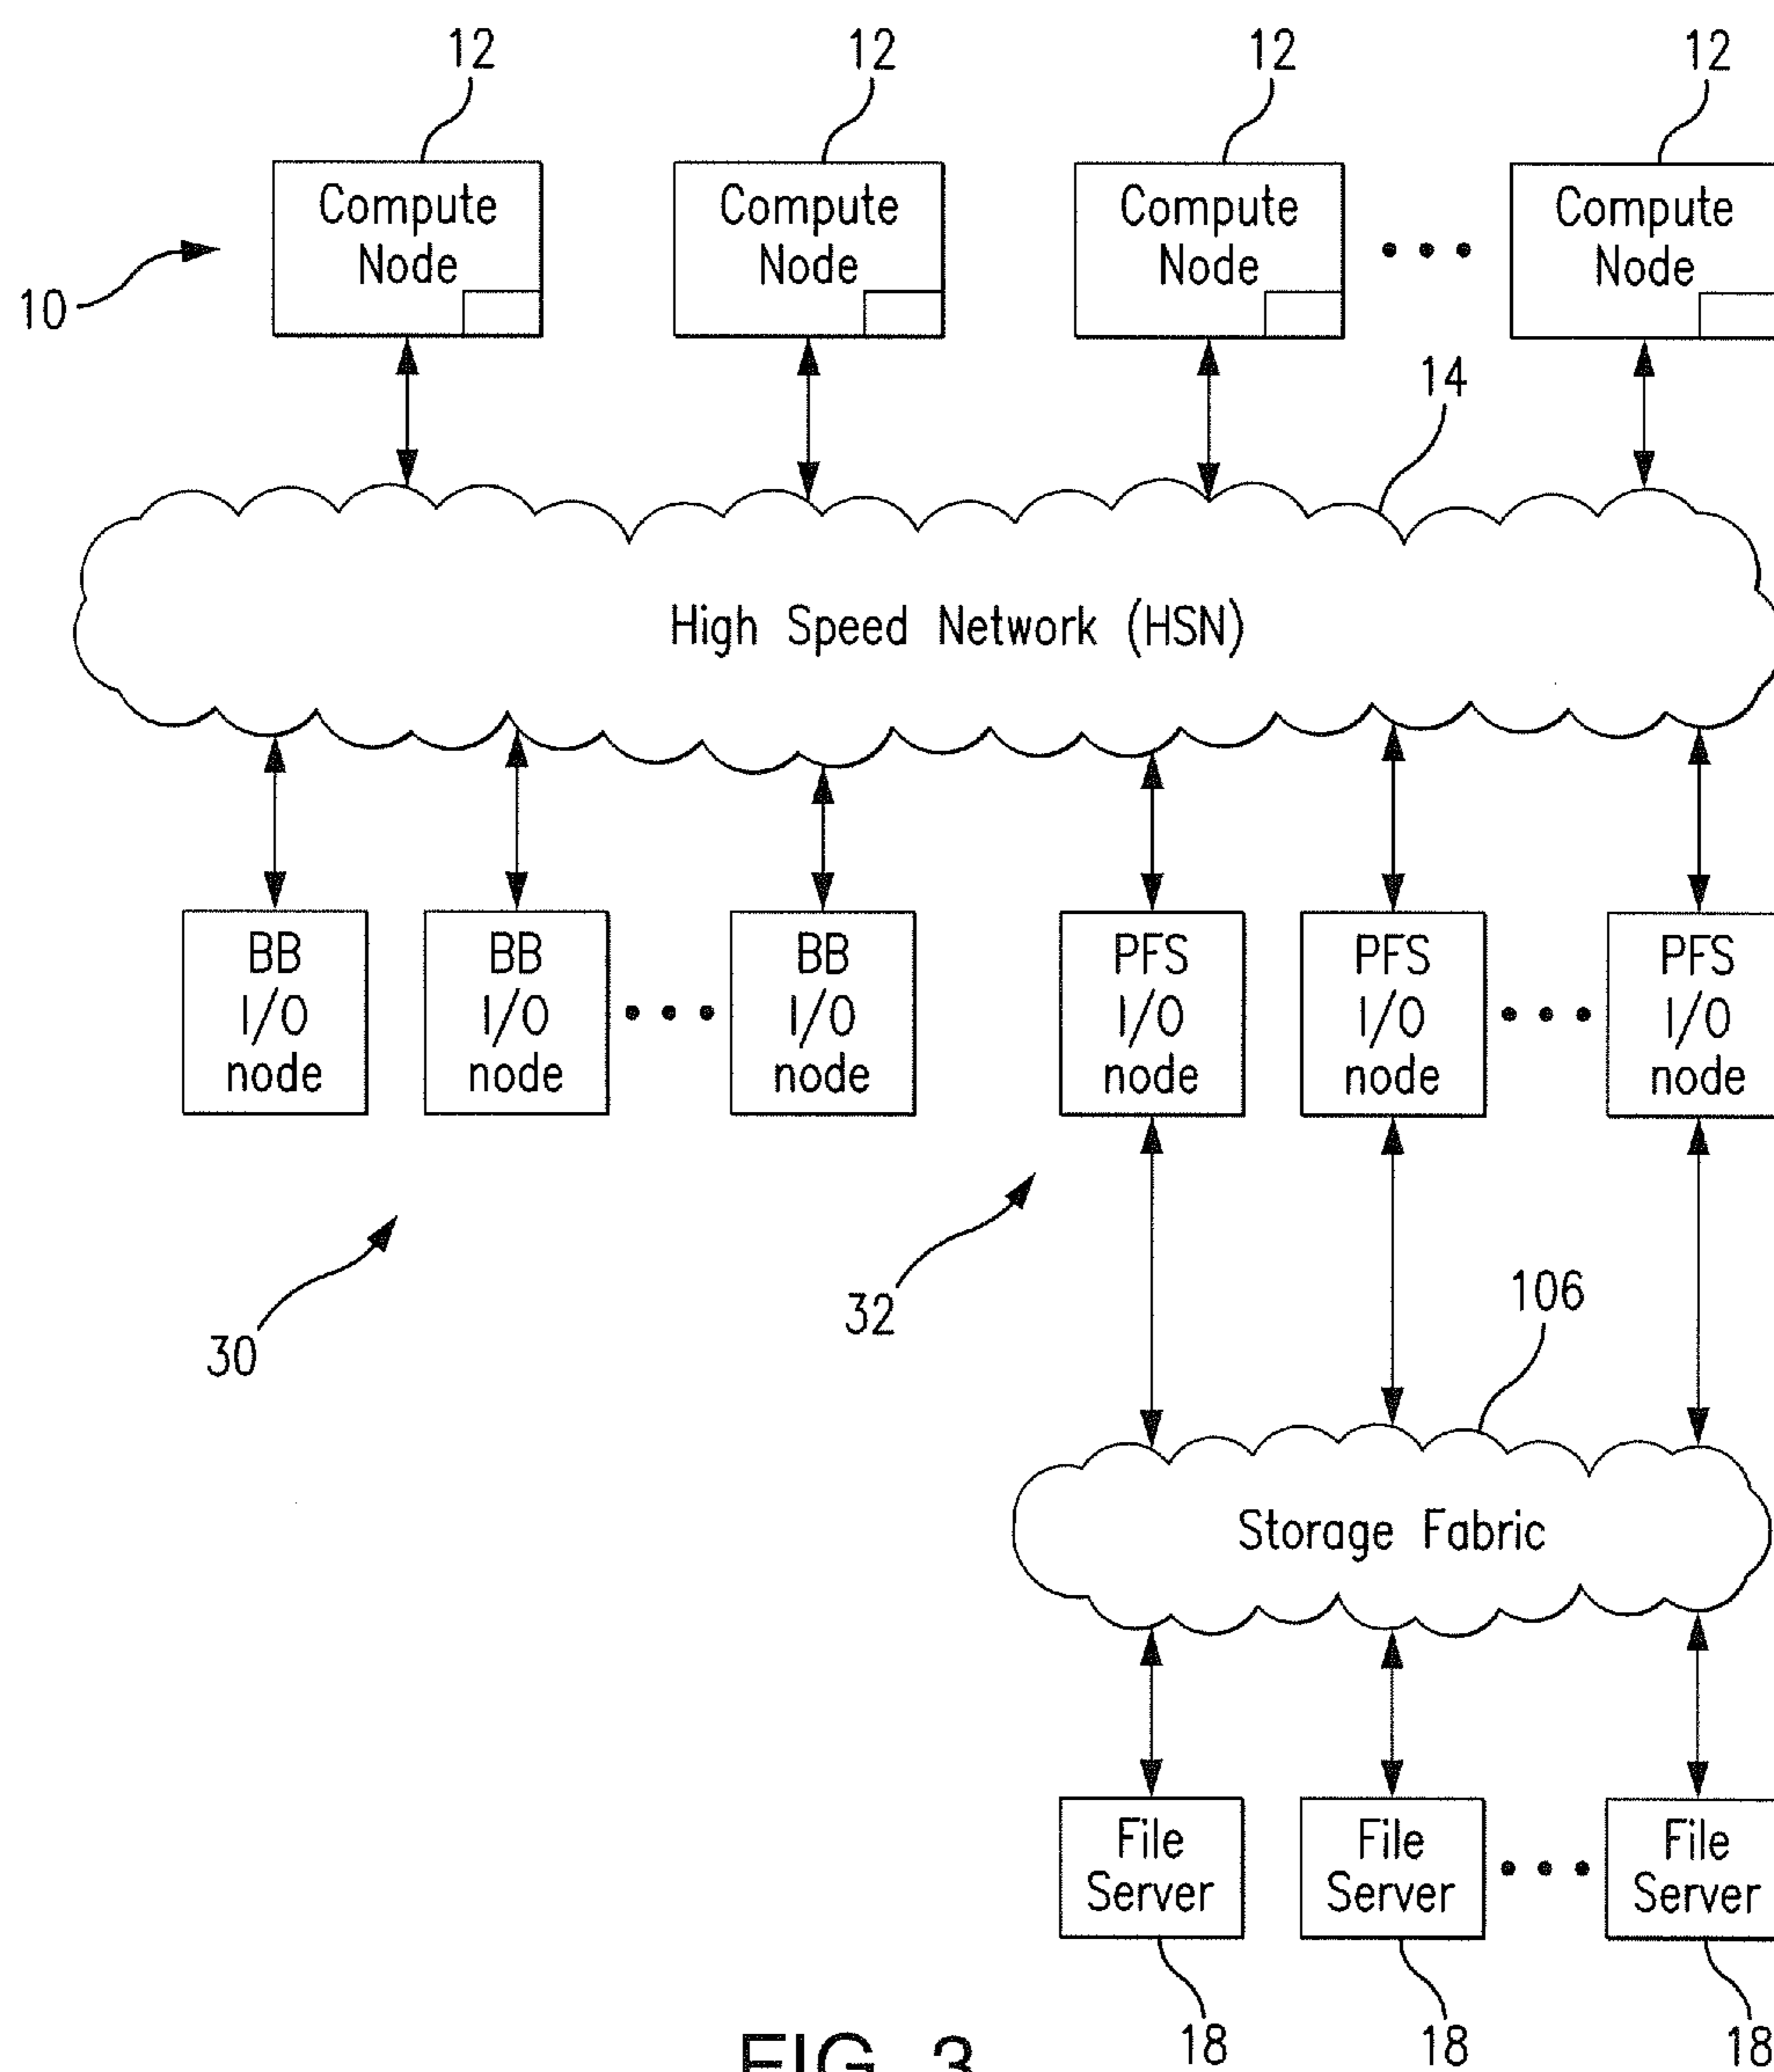 12 12 12 12
Compute Compute Compute Compute
Node Node Node Node
10
14
High Speed Network (HSN)
BB BB BB PFS PFS PFS
I/O I/O I/O I/O I/O I/O
node node node node node node
30
32
106
Storage Fabric
File File File
Server Server Server
18 18 18
FIG. 3